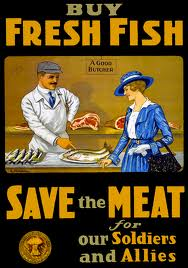 BUY
FRESH FISH
A GOOD
BUTCHER
SAVE the MEAT
for
our Soldiers
and Allies